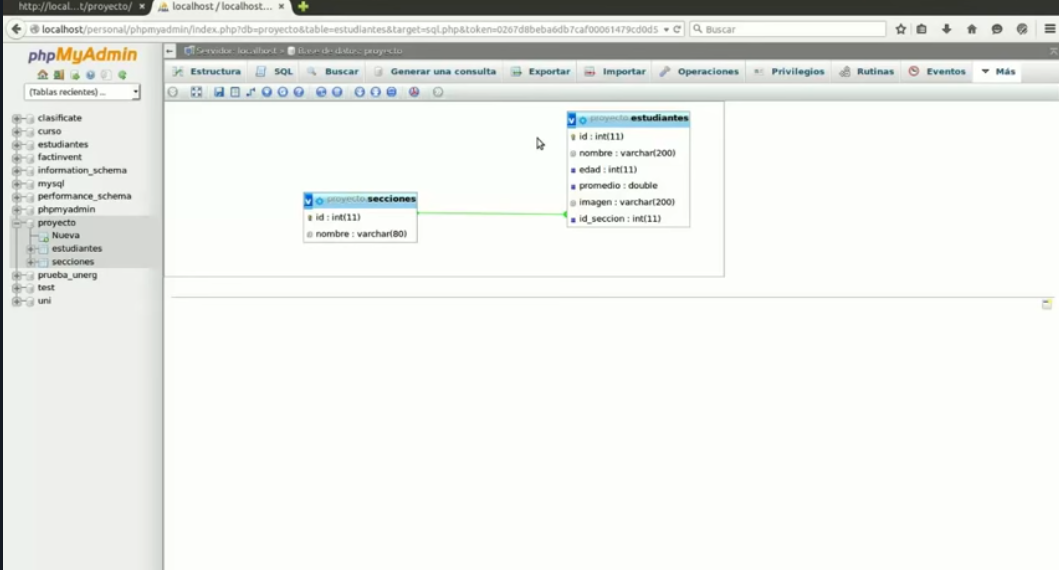 http://local...t/proyecto/ × localhost / localhost... ×
localhost/personal/phpmyadmin/index.php?db=proyecto&table=estudiantes&target=sql.php&token=0267d8beba6db7caf00061479cd0d5 Buscar
phpMyAdmin
(Tablas recientes) ...
clasificate
curso
estudiantes
factinvent
information_schema
mysql
performance_schema
phpmyadmin
proyecto
Nueva
estudiantes
secciones
prueba_unerg
test
uni
Servidor: localhost » Base de datos: proyecto
Estructura SQL Buscar Generar una consulta Exportar Importar Operaciones Privilegios Rutinas Eventos Más
proyecto estudiantes
id : int(11)
nombre : varchar(200)
edad : int(11)
promedio : double
imagen : varchar(200)
id_seccion : int(11)
proyecto secciones
id : int(11)
nombre : varchar(80)